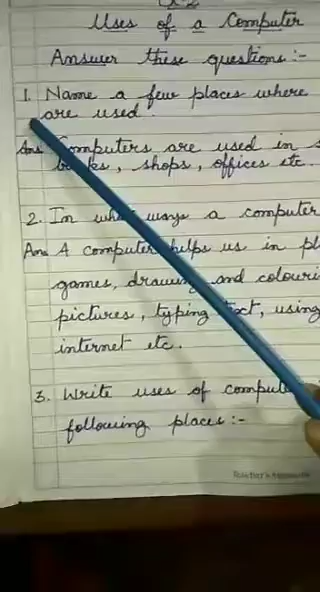 Uses of a Computer
Answer these questions:-
1. Name a few places where
are used.
Ans Computers are used in
banks, shops, offices etc.
2. In what ways a computer
Ans A computer helps us in
games, drawing and
pictures, typing text, using
internet etc.
3. Write uses of
following places:-